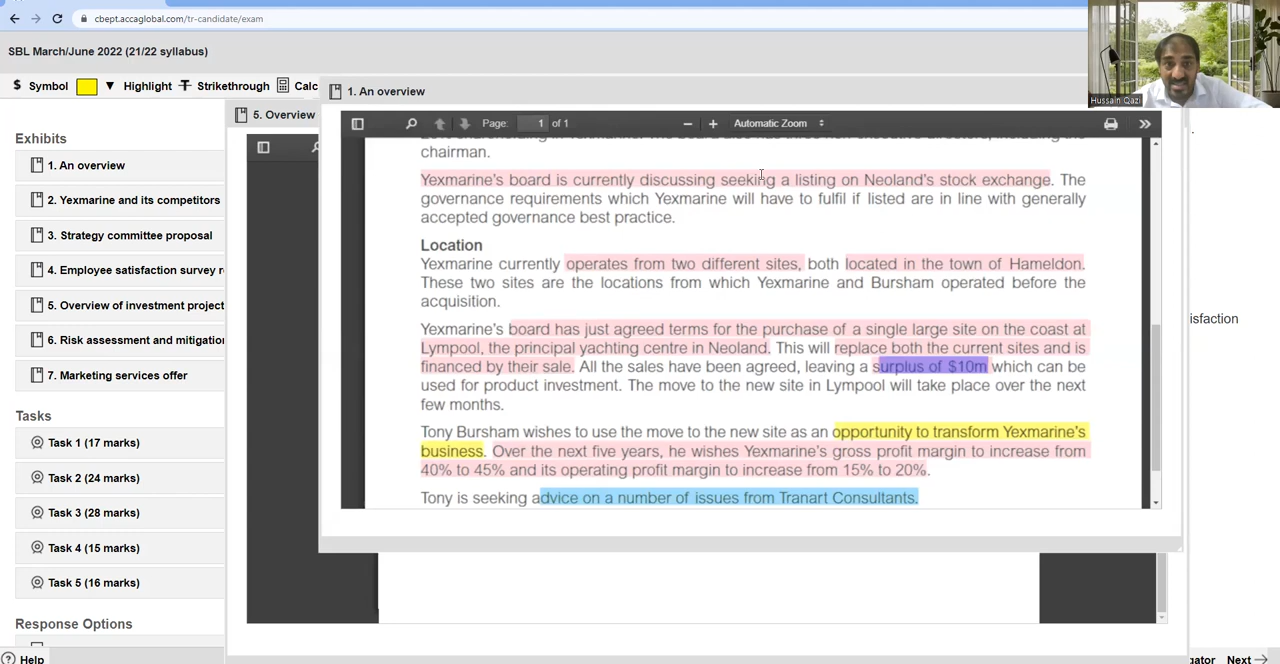 cbept.accaglobal.com/tr-candidate/exam
SBL March/June 2022 (21/22 syllabus)
Hussain Qazi
$ Symbol Highlight Strikethrough Calc
1. An overview
5. Overview
Page: 1 of 1
Automatic Zoom
Exhibits
1. An overview
2. Yexmarine and its competitors
3. Strategy committee proposal
4. Employee satisfaction survey r
5. Overview of investment project
6. Risk assessment and mitigation
7. Marketing services offer
Tasks
Task 1 (17 marks)
Task 2 (24 marks)
Task 3 (28 marks)
Task 4 (15 marks)
Task 5 (16 marks)
Response Options
Help
chairman.
Yexmarine's board is currently discussing seeking a listing on Neoland's stock exchange. The
governance requirements which Yexmarine will have to fulfil if listed are in line with generally
accepted governance best practice.
Location
Yexmarine currently operates from two different sites, both located in the town of Hameldon.
These two sites are the locations from which Yexmarine and Bursham operated before the
acquisition.
Yexmarine's board has just agreed terms for the purchase of a single large site on the coast at
Lympool, the principal yachting centre in Neoland. This will replace both the current sites and is
financed by their sale. All the sales have been agreed, leaving a surplus of $10m which can be
used for product investment. The move to the new site in Lympool will take place over the next
few months.
Tony Bursham wishes to use the move to the new site as an opportunity to transform Yexmarine's
business. Over the next five years, he wishes Yexmarine's gross profit margin to increase from
40% to 45% and its operating profit margin to increase from 15% to 20%.
Tony is seeking advice on a number of issues from Tranart Consultants.
isfaction
gator Next